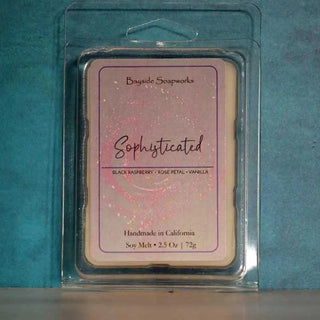 Bayside Soapworks
Sophisticated
BLACK RASPBERRY • ROSE PETAL • VANILLA
Handmade in California
Soy Melt • 2.5 Oz | 72g